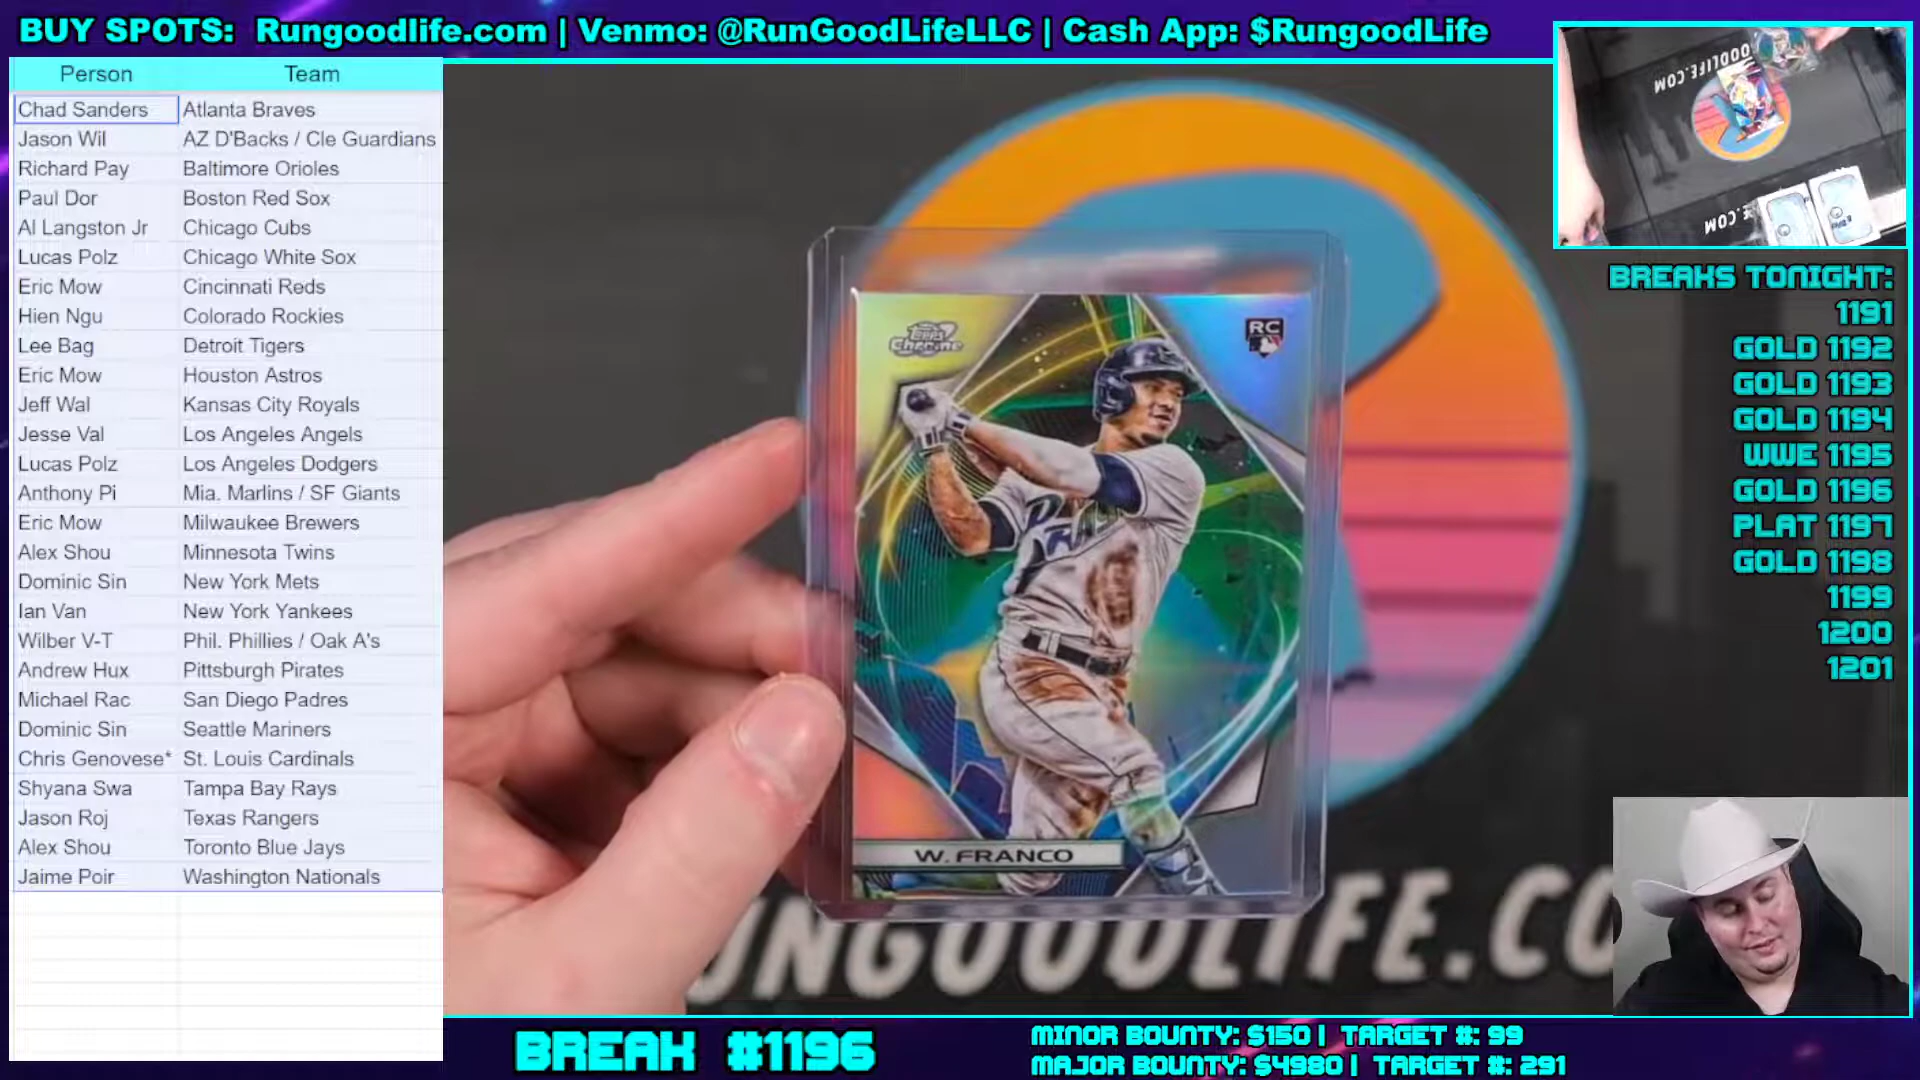 BUY SPOTS: Rungoodlife.com | Venmo: @RunGoodLifeLLC | Cash App: $RungoodLife
Person Team
Chad Sanders Atlanta Braves
Jason Wil AZ D'Backs / Cle Guardians
Richard Pay Baltimore Orioles
Paul Dor Boston Red Sox
Al Langston Jr Chicago Cubs
Lucas Polz Chicago White Sox
Eric Mow Cincinnati Reds
Hien Ngu Colorado Rockies
Lee Bag Detroit Tigers
Eric Mow Houston Astros
Jeff Wal Kansas City Royals
Jesse Val Los Angeles Angels
Lucas Polz Los Angeles Dodgers
Anthony Pi Mia. Marlins / SF Giants
Eric Mow Milwaukee Brewers
Alex Shou Minnesota Twins
Dominic Sin New York Mets
Ian Van New York Yankees
Wilber V-T Phil. Phillies / Oak A's
Andrew Hux Pittsburgh Pirates
Michael Rac San Diego Padres
Dominic Sin Seattle Mariners
Chris Genovese* St. Louis Cardinals
Shyana Swa Tampa Bay Rays
Jason Roj Texas Rangers
Alex Shou Toronto Blue Jays
Jaime Poir Washington Nationals
Topps
Chrome
RC
W. FRANCO
UNGOODLIFE.CO
OODLIFE.COM
.COM
BREAKS TONIGHT:
1191
GOLD 1192
GOLD 1193
GOLD 1194
WWE 1195
GOLD 1196
PLAT 1197
GOLD 1198
1199
1200
1201
BREAK #1196
MINOR BOUNTY: $150 | TARGET #: 99
MAJOR BOUNTY: $4980 | TARGET #: 291